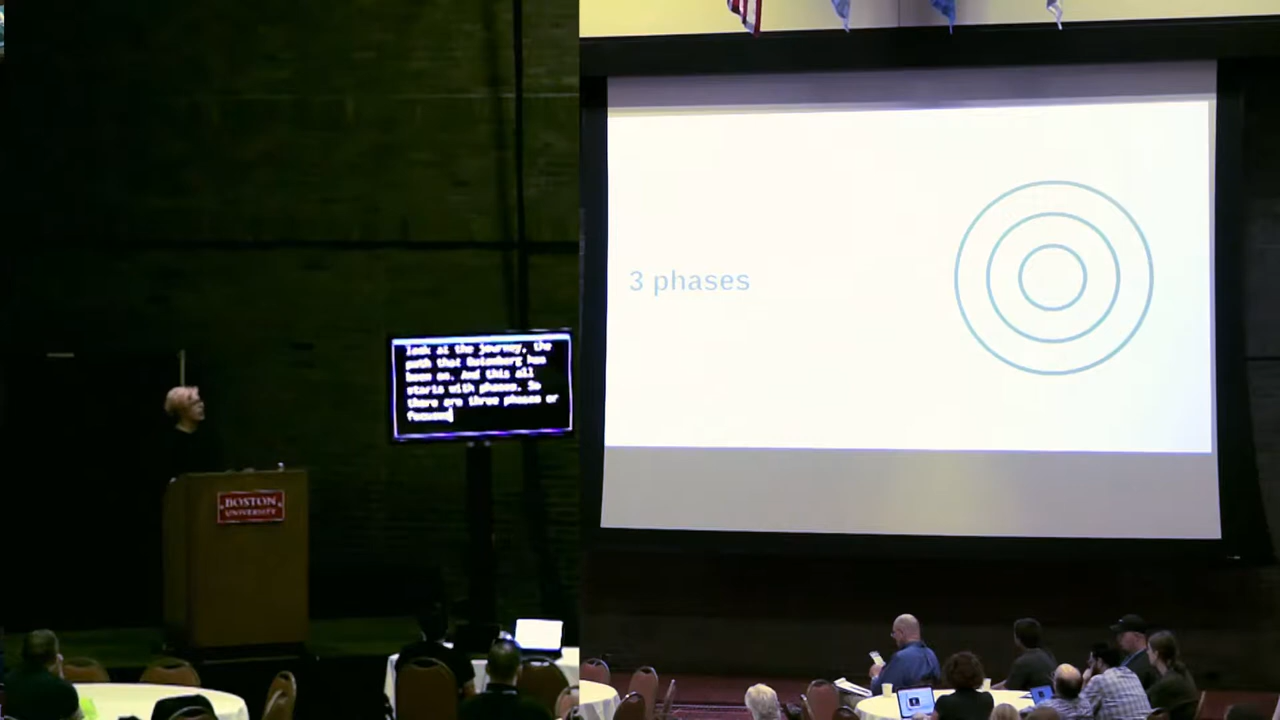 look at the journey, the
path that Gutenberg has
been on. And this all
starts with phases. So
there are three phases or
focuses
BOSTON
UNIVERSITY
3 phases